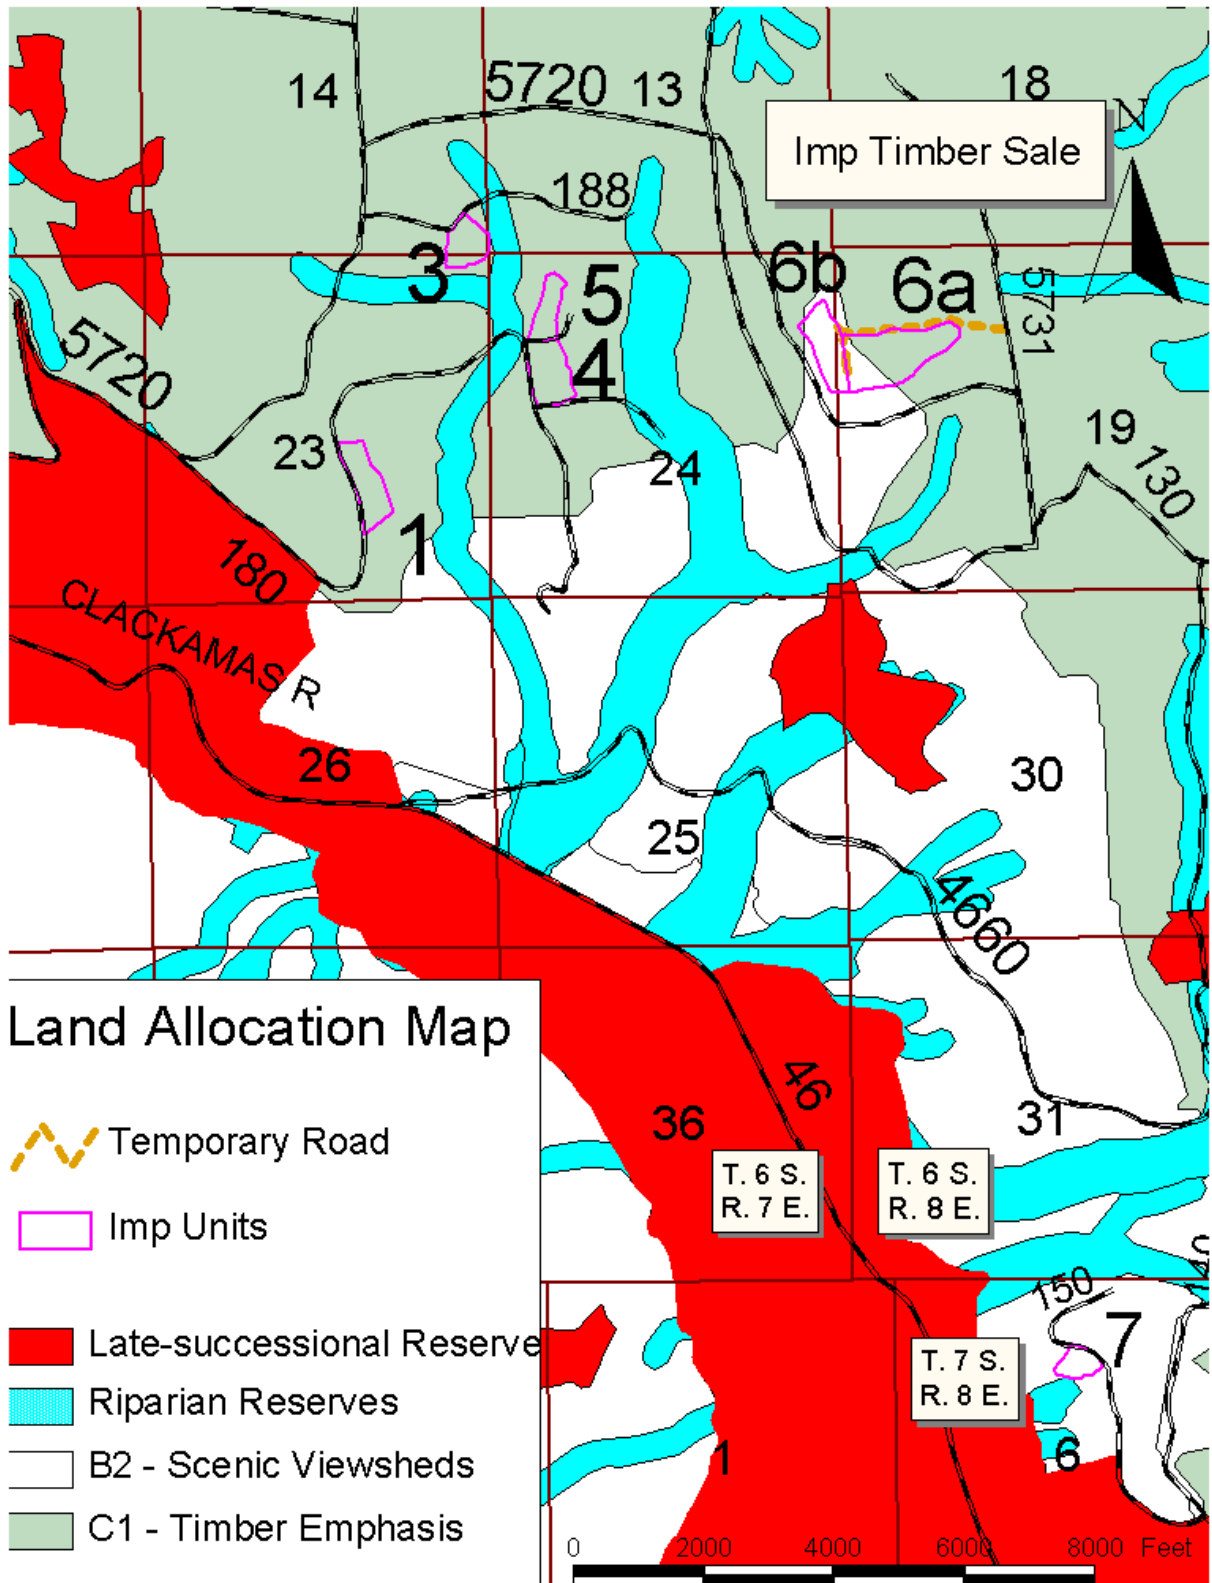 14
5720
13
18
N
Imp Timber Sale
188
3
6b
6a
5
5731
5720
4
23
24
19
130
1
180
CLACKAMAS R
26
30
25
4660
Land Allocation Map
46
36
31
Temporary Road
T. 6 S.
R. 7 E.
T. 6 S.
R. 8 E.
Imp Units
S
150
7
Late-successional Reserve
T. 7 S.
R. 8 E.
Riparian Reserves
B2 - Scenic Viewsheds
1
6
C1 - Timber Emphasis
0 2000 4000 6000 8000 Feet